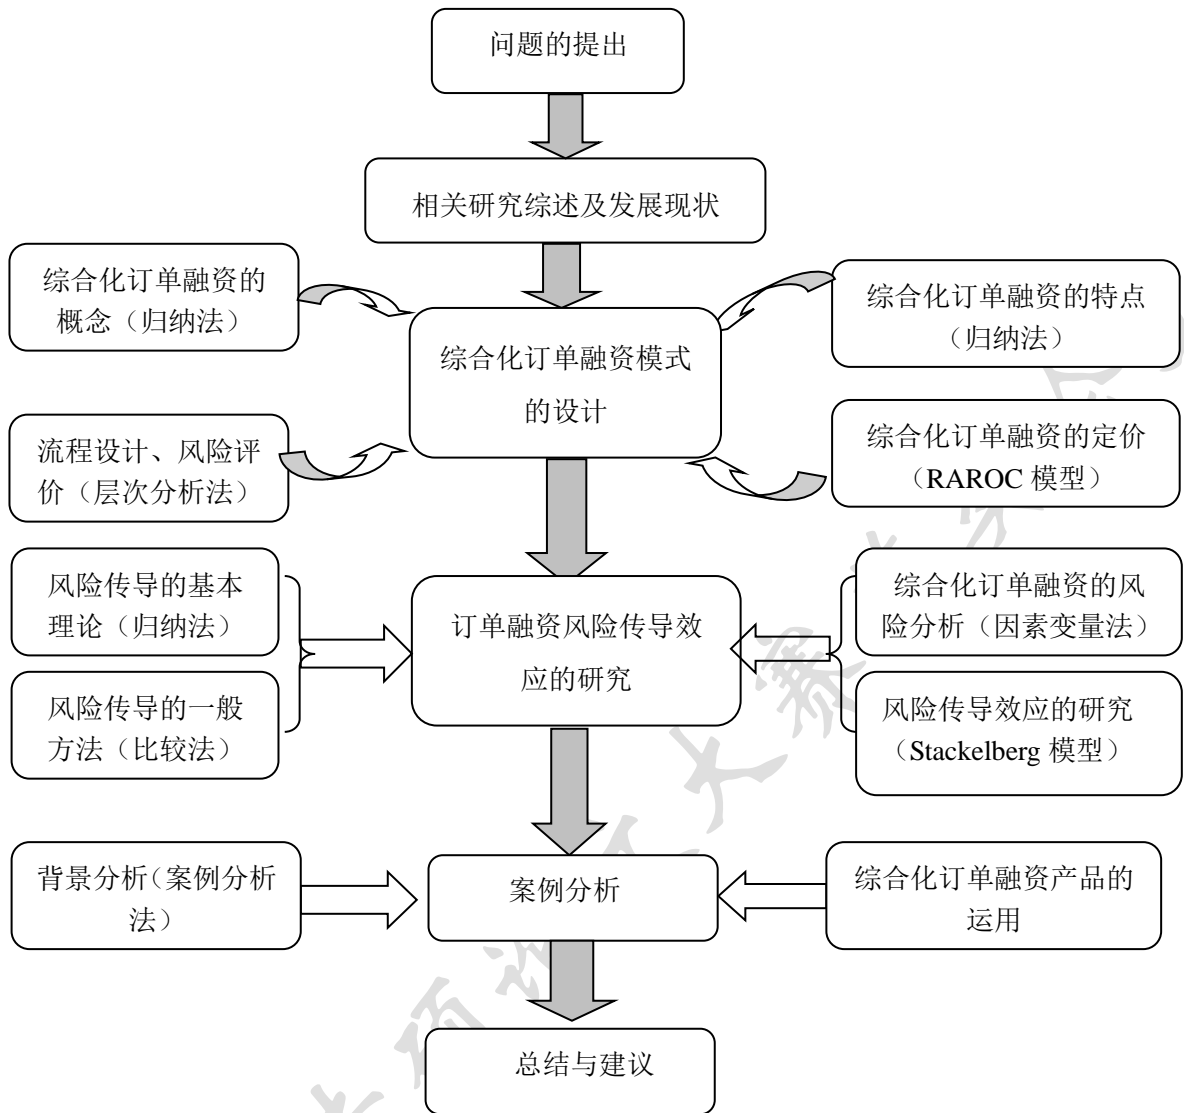 问题的提出
相关研究综述及发展现状
综合化订单融资的
概念（归纳法）
综合化订单融资的特点
（归纳法）
综合化订单融资模式
的设计
流程设计、风险评
价（层次分析法）
综合化订单融资的定价
（RAROC 模型）
风险传导的基本
理论（归纳法）
综合化订单融资的风
险分析（因素变量法）
订单融资风险传导效
应的研究
风险传导的一般
方法（比较法）
风险传导效应的研究
（Stackelberg 模型）
背景分析（案例分析
法）
案例分析
综合化订单融资产品的
运用
总结与建议